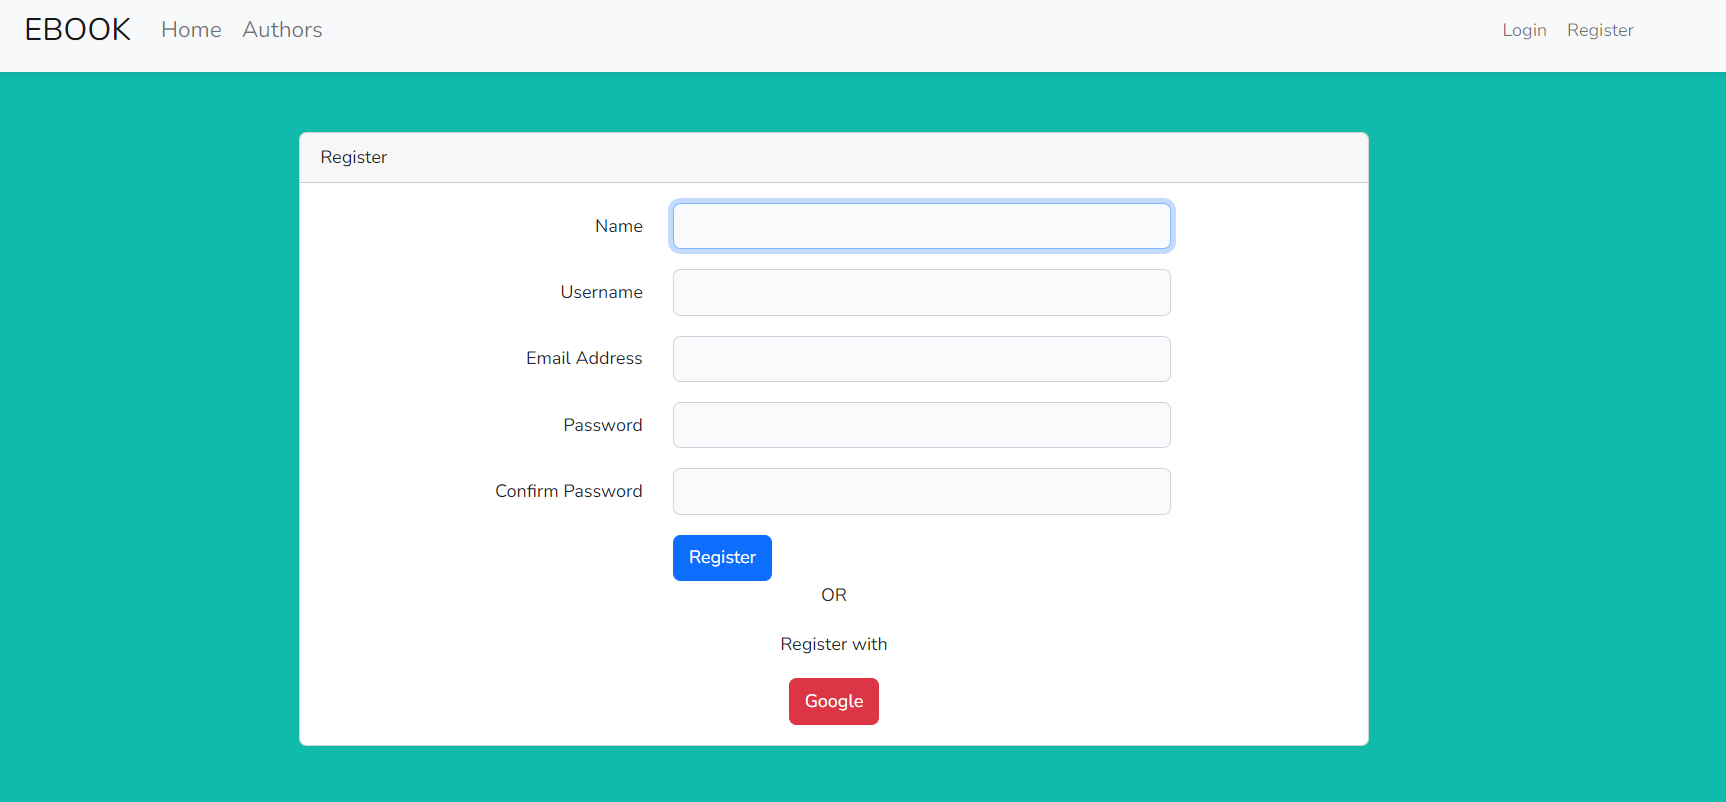 EBOOK Home Authors Login Register
Register
Name
Username
Email Address
Password
Confirm Password
Register
OR
Register with
Google